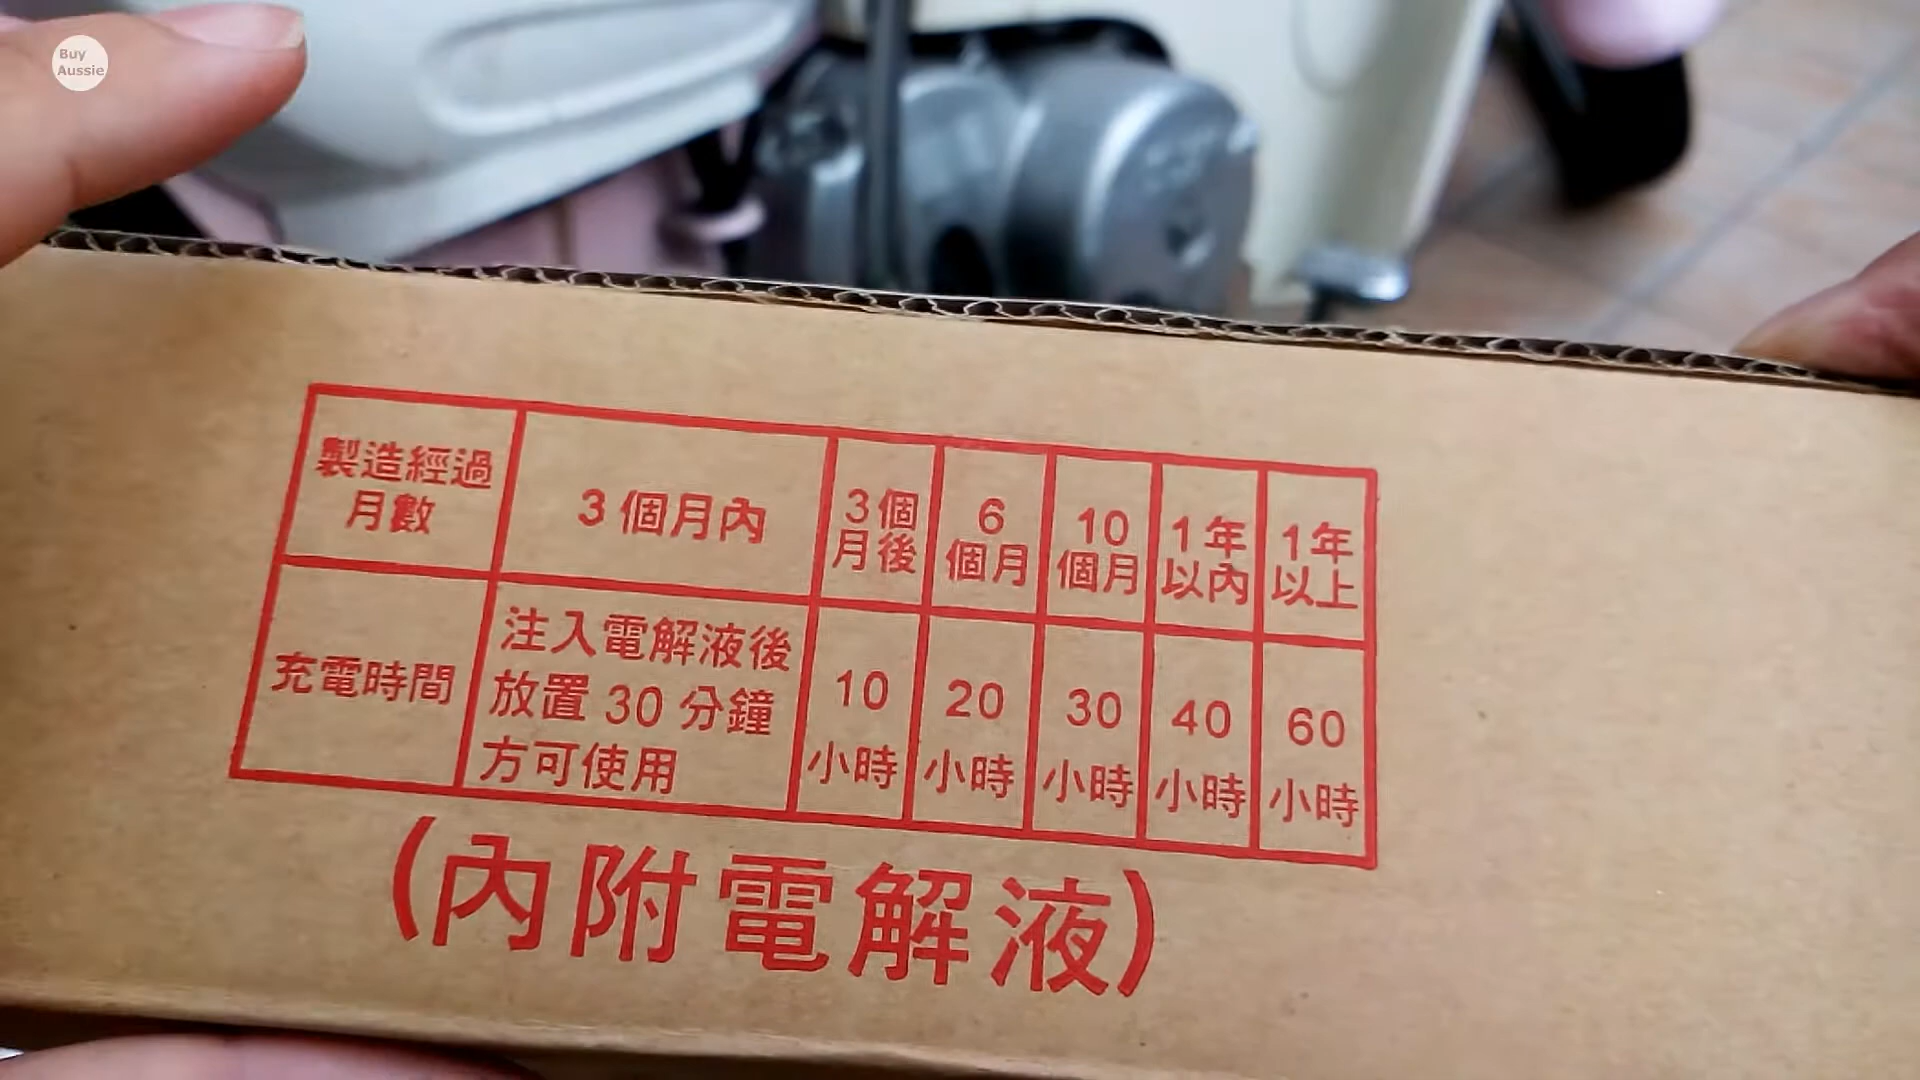 Buy
Aussie
製造經過
月數
3個月內
3個
月後
6
個月
10
個月
1年
以內
1年
以上
充電時間
注入電解液後
放置30分鐘
方可使用
10
小時
20
小時
30
小時
40
小時
60
小時
(內附電解液)